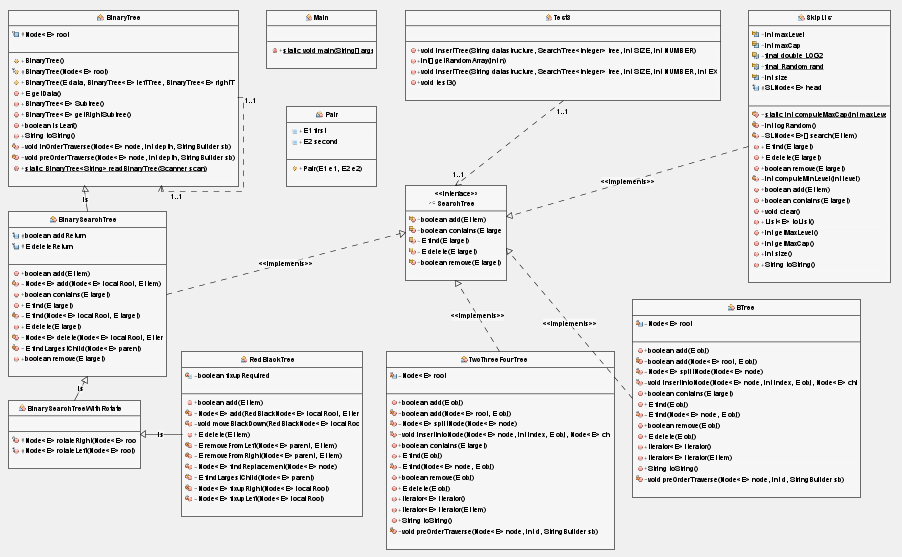 BinaryTree
#Node<E> root
+BinaryTree()
#BinaryTree(Node<E> root)
+BinaryTree(E data, BinaryTree<E> leftTree, BinaryTree<E> rightT
+E getData()
+BinaryTree<E> Subtree()
+BinaryTree<E> getRightSubtree()
+boolean isLeaf()
+String toString()
-void inOrderTraverse(Node<E> node, int depth, StringBuilder sb)
-void preOrderTraverse(Node<E> node, int depth, StringBuilder sb)
+static BinaryTree<String> readBinaryTree(Scanner scan)
1..1
1..1
is
Main
+static void main(String[] args
Pair
+E1 first
+E2 second
+Pair(E1 e1, E2 e2)
Test3
+void insertTree(String datastructure, SearchTree<Integer> tree, int SIZE, int NUMBER)
+int[] getRandomArray(int n)
+void insertTree(String datastructure, SearchTree<Integer> tree, int SIZE, int NUMBER, int EX
+void test3()
1..1
1..1
SkipList
~int maxLevel
~int maxCap
~final double LOG2
~final Random rand
~int size
+SLNode<E> head
~static int computeMaxCap(int maxLeve
-int logRandom()
-SLNode<E>[] search(E item)
+E find(E target)
+E delete(E target)
+boolean remove(E target)
-int computeMinLevel(int level)
+boolean add(E item)
+boolean contains(E target)
+void clear()
+List<E> toList()
+int getMaxLevel()
+int getMaxCap()
+int size()
+String toString()
<<implements>>
<<interface>>
SearchTree
~boolean add(E item)
~boolean contains(E targe
~E find(E target)
~E delete(E target)
~boolean remove(E target)
BinarySearchTree
#boolean addReturn
#E deleteReturn
+boolean add(E item)
-Node<E> add(Node<E> localRoot, E item)
+boolean contains(E target)
+E find(E target)
-E find(Node<E> localRoot, E target)
+E delete(E target)
-Node<E> delete(Node<E> localRoot, E iter
-E findLargestChild(Node<E> parent)
+boolean remove(E target)
<<implements>>
is
BinarySearchTreeWithRotate
#Node<E> rotateRight(Node<E> roo
#Node<E> rotateLeft(Node<E> root)
is
RedBlackTree
-boolean fixupRequired
+boolean add(E item)
-Node<E> add(RedBlackNode<E> localRoot, E iter
-void moveBlackDown(RedBlackNode<E> localRoc
+E delete(E item)
-E removeFromLeft(Node<E> parent, E item)
-E removeFromRight(Node<E> parent, E item)
-Node<E> findReplacement(Node<E> node)
-E findLargestChild(Node<E> parent)
-Node<E> fixupRight(Node<E> localRoot)
-Node<E> fixupLeft(Node<E> localRoot)
<<implements>>
<<implements>>
TwoThreeFourTree
-Node<E> root
+boolean add(E obj)
-boolean add(Node<E> root, E obj)
-Node<E> splitNode(Node<E> node)
-void insertIntoNode(Node<E> node, int index, E obj, Node<E> ch
+boolean contains(E target)
+E find(E obj)
-E find(Node<E> node, E obj)
+boolean remove(E obj)
+E delete(E obj)
+Iterator<E> iterator()
+Iterator<E> iterator(E item)
+String toString()
-void preOrderTraverse(Node<E> node, int d, StringBuilder sb)
BTree
-Node<E> root
+boolean add(E obj)
-boolean add(Node<E> root, E obj)
-Node<E> splitNode(Node<E> node)
-void insertIntoNode(Node<E> node, int index, E obj, Node<E> chi
+boolean contains(E target)
+E find(E obj)
-E find(Node<E> node, E obj)
+boolean remove(E obj)
+E delete(E obj)
+Iterator<E> iterator()
+Iterator<E> iterator(E item)
+String toString()
-void preOrderTraverse(Node<E> node, int d, StringBuilder sb)